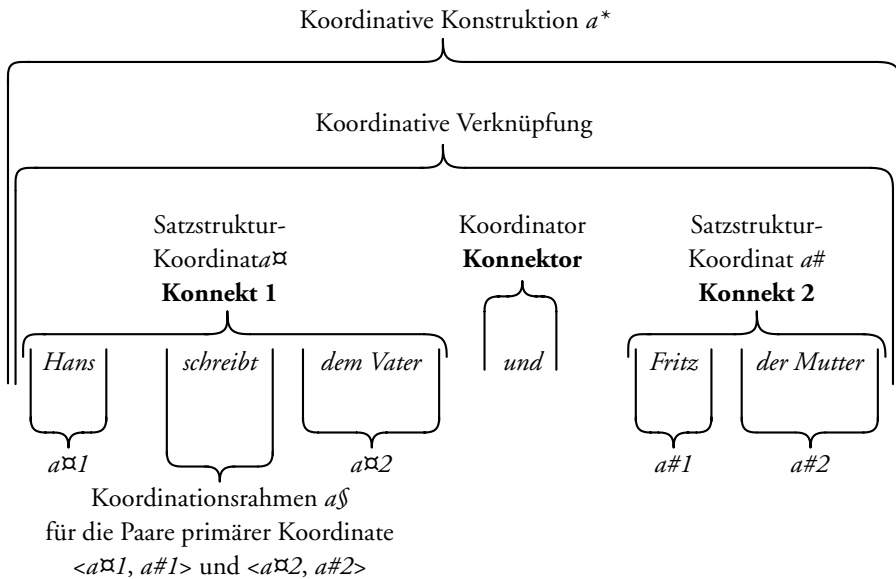 Koordinative Konstruktion a*
Koordinative Verknüpfung
Satzstruktur-
Koordinata¤
Konnekt 1
Koordinator
Konnektor
Satzstruktur-
Koordinat a#
Konnekt 2
Hans schreibt dem Vater und Fritz der Mutter
a¤1 a¤2 a#1 a#2
Koordinationsrahmen a§
für die Paare primärer Koordinate
<a¤1, a#1> und <a¤2, a#2>